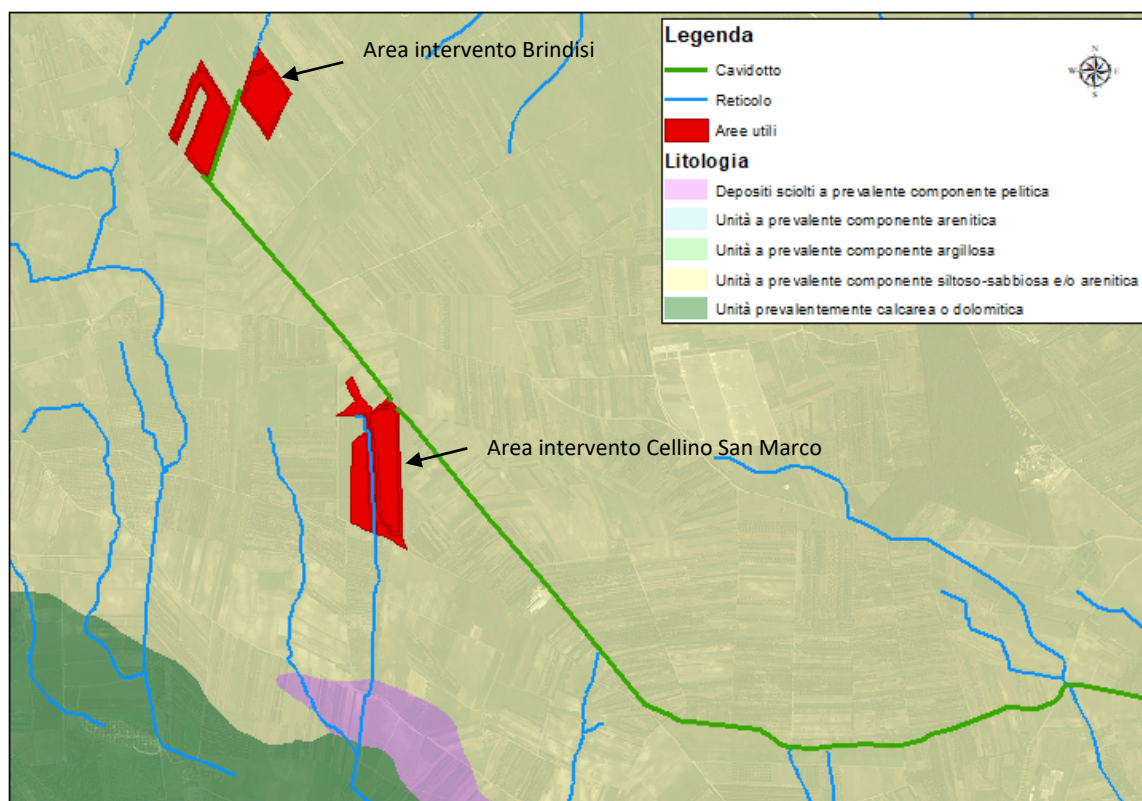 Area intervento Brindisi
Area intervento Cellino San Marco
Legenda
N
W E
S
Cavidotto
Reticolo
Aree utili
Litologia
Depositi sciolti a prevalente componente pelitica
Unità a prevalente componente arenitica
Unità a prevalente componente argillosa
Unità a prevalente componente siltoso-sabbiosa e/o arenitica
Unità prevalentemente calcarea o dolomitica